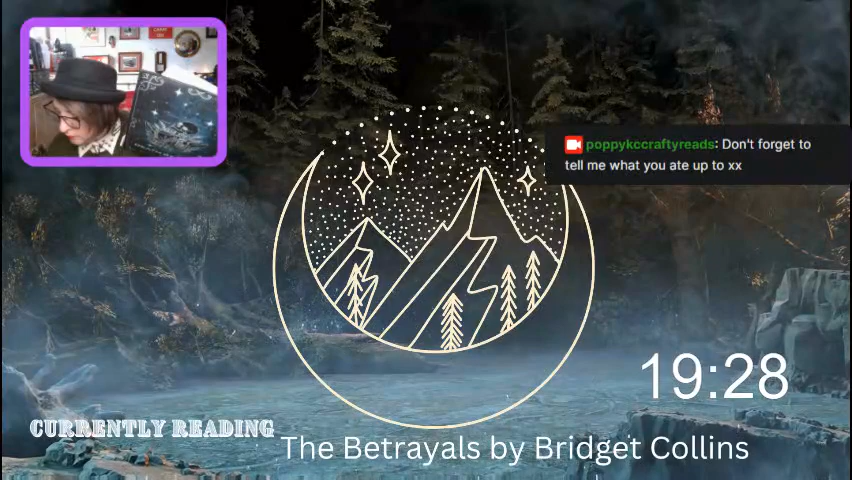 poppykccraftyreads: Don't forget to
tell me what you ate up to xx
19:28
CURRENTLY READING
The Betrayals by Bridget Collins